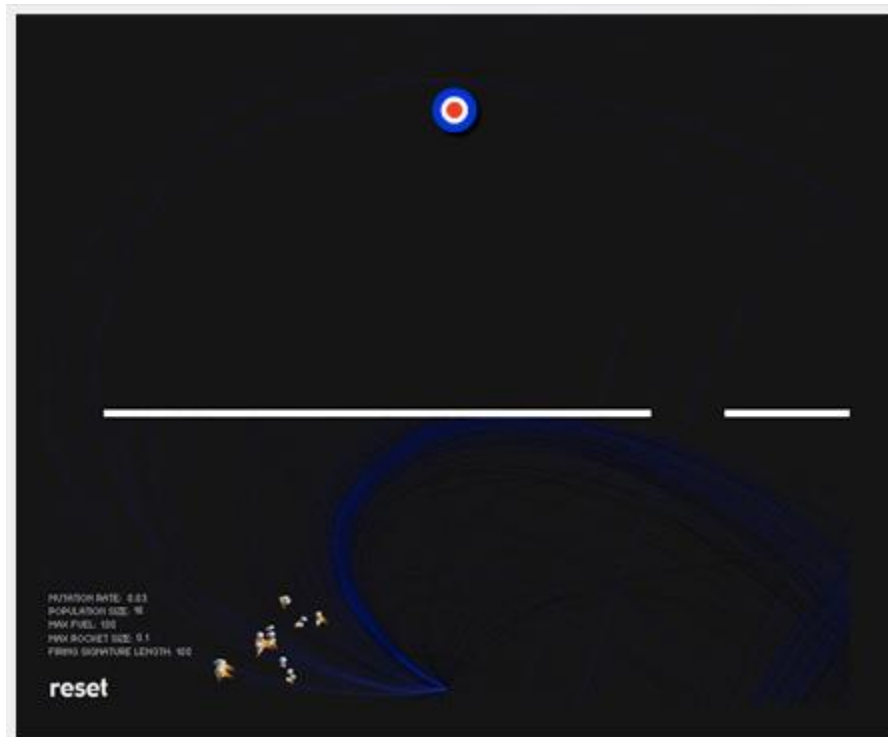 MUTATION RATE: 0.03
POPULATION SIZE:
MAX FUEL: 100
MAX ROCKET SIZE: 0.1
FIRING SIGNATURE LENGTH: 100
reset